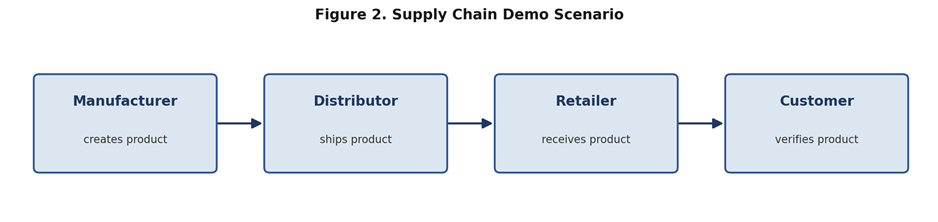 Figure 2. Supply Chain Demo Scenario
Manufacturer
creates product
Distributor
ships product
Retailer
receives product
Customer
verifies product